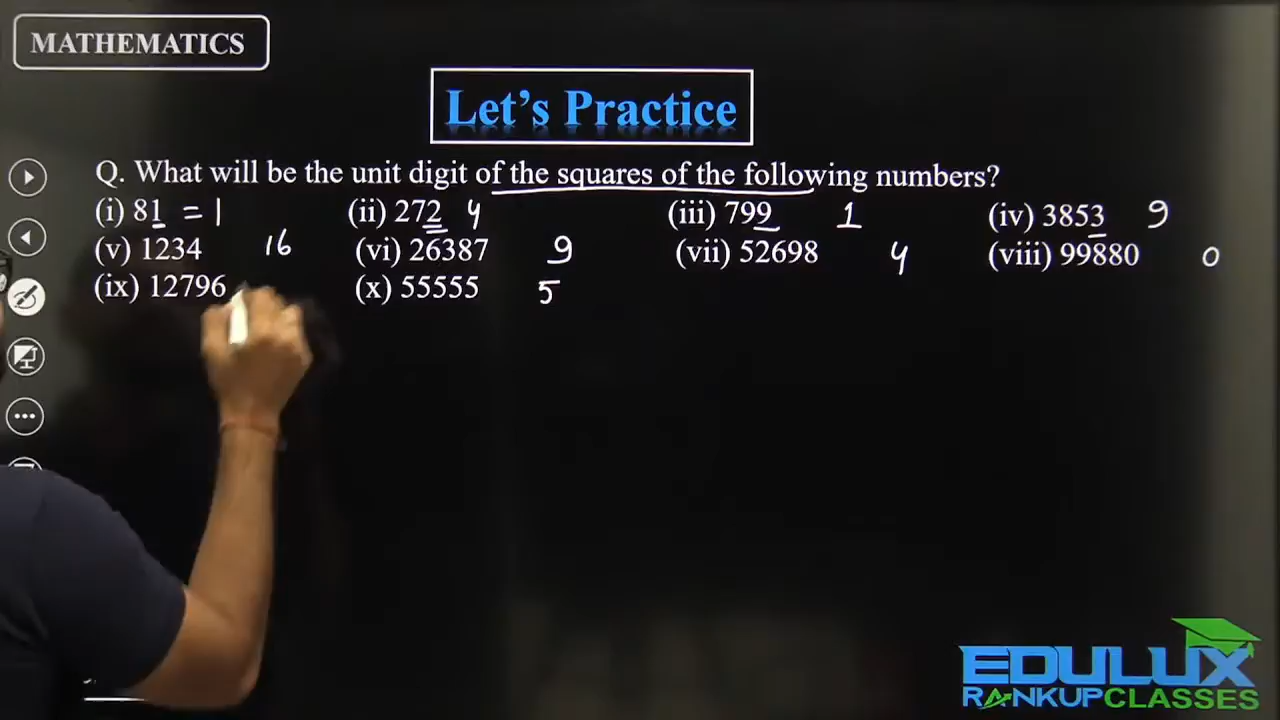 MATHEMATICS
Let's Practice
Q. What will be the unit digit of the squares of the following numbers?
(i) 81 = 1 (ii) 272 4 (iii) 799 1 (iv) 3853 9
(v) 1234 16 (vi) 26387 9 (vii) 52698 4 (viii) 99880 0
(ix) 12796 (x) 55555 5
EDULUX
RANKUPCLASSES